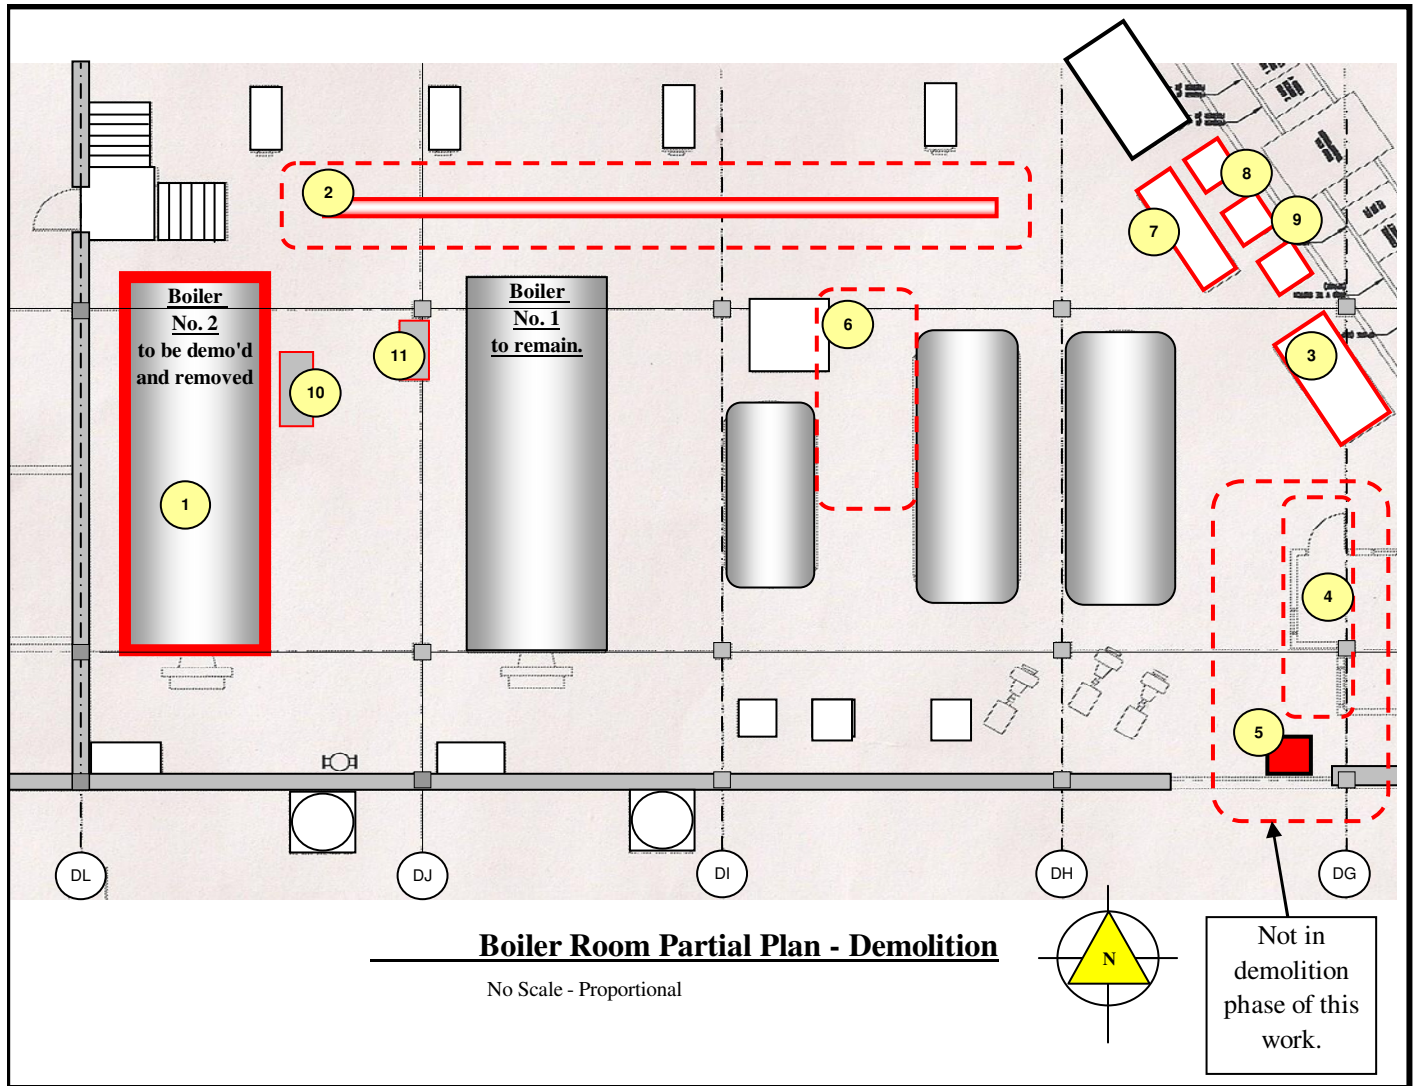 2
8
9
7
Boiler
No. 2
to be demo'd
and removed
Boiler
No. 1
to remain.
6
11
3
10
1
4
5
DL
DJ
DI
DH
DG
Boiler Room Partial Plan - Demolition
No Scale - Proportional
N
Not in
demolition
phase of this
work.